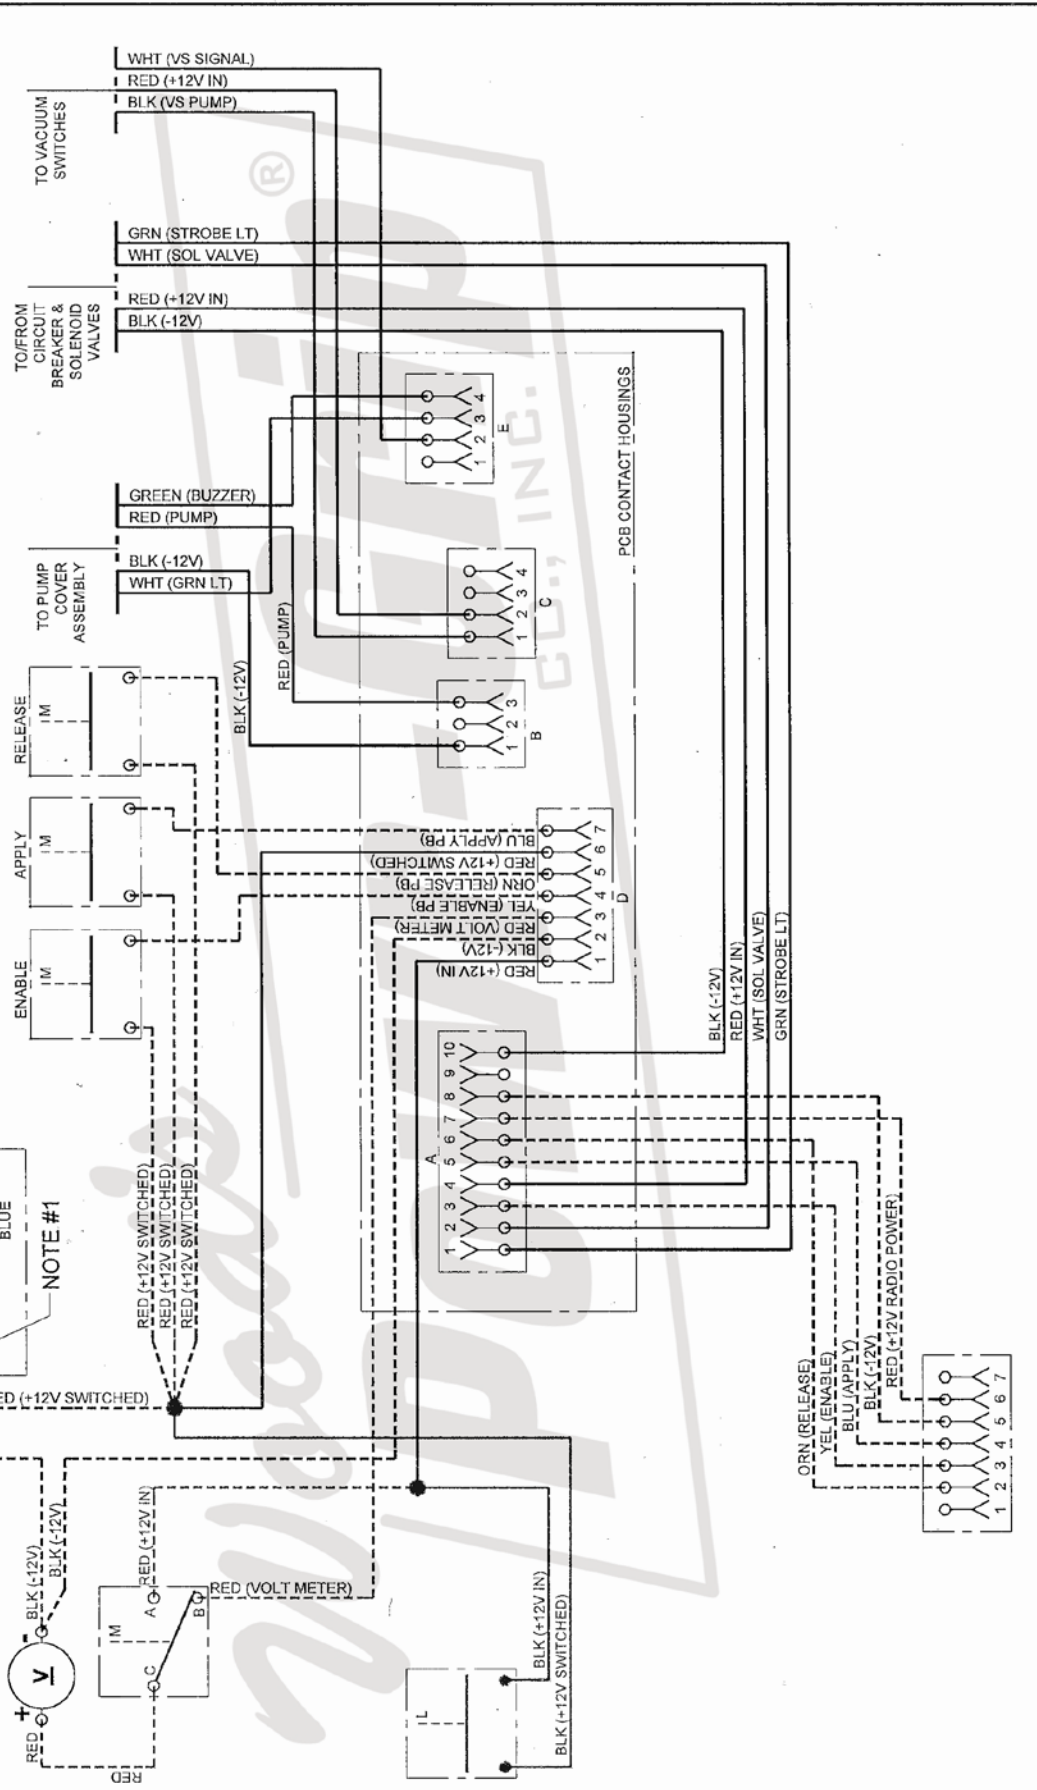 WHT (VS SIGNAL)
RED (+12V IN)
BLK (VS PUMP)
TO VACUUM
SWITCHES
GRN (STROBE LT)
WHT (SOL VALVE)
RED (+12V IN)
BLK (-12V)
TO/FROM
CIRCUIT
BREAKER &
SOLENOID
VALVES
GREEN (BUZZER)
RED (PUMP)
BLK (-12V)
WHT (GRN LT)
TO PUMP
COVER
ASSEMBLY
PCB CONTACT HOUSINGS
1 2 3 4
E
1 2 3 4
C
1 2 3
B
BLK (-12V)
RED (PUMP)
RELEASE
M
APPLY
M
ENABLE
M
BLU (APPLY PB)
RED (+12V SWITCHED)
ORN (RELEASE PB)
YEL (ENABLE PB)
RED (VOLT METER)
BLK (-12V)
RED (+12V IN)
1 2 3 4 5 6 7
D
A
1 2 3 4 5 6 7 8 9 10
BLK (-12V)
RED (+12V IN)
WHT (SOL VALVE)
GRN (STROBE LT)
BLUE
NOTE #1
RED (+12V SWITCHED)
RED (+12V SWITCHED)
RED (+12V SWITCHED)
ED (+12V SWITCHED)
ORN (RELEASE)
YEL (ENABLE)
BLU (APPLY)
BLK (-12V)
RED (+12V RADIO POWER)
1 2 3 4 5 6 7
BLK (-12V)
BLK (-12V)
RED (+12V IN)
- V +
RED
RED
M
A
B
C
RED (VOLT METER)
L
BLK (+12V IN)
BLK (+12V SWITCHED)
Wood's
Powr-Grip
®
CO., INC.